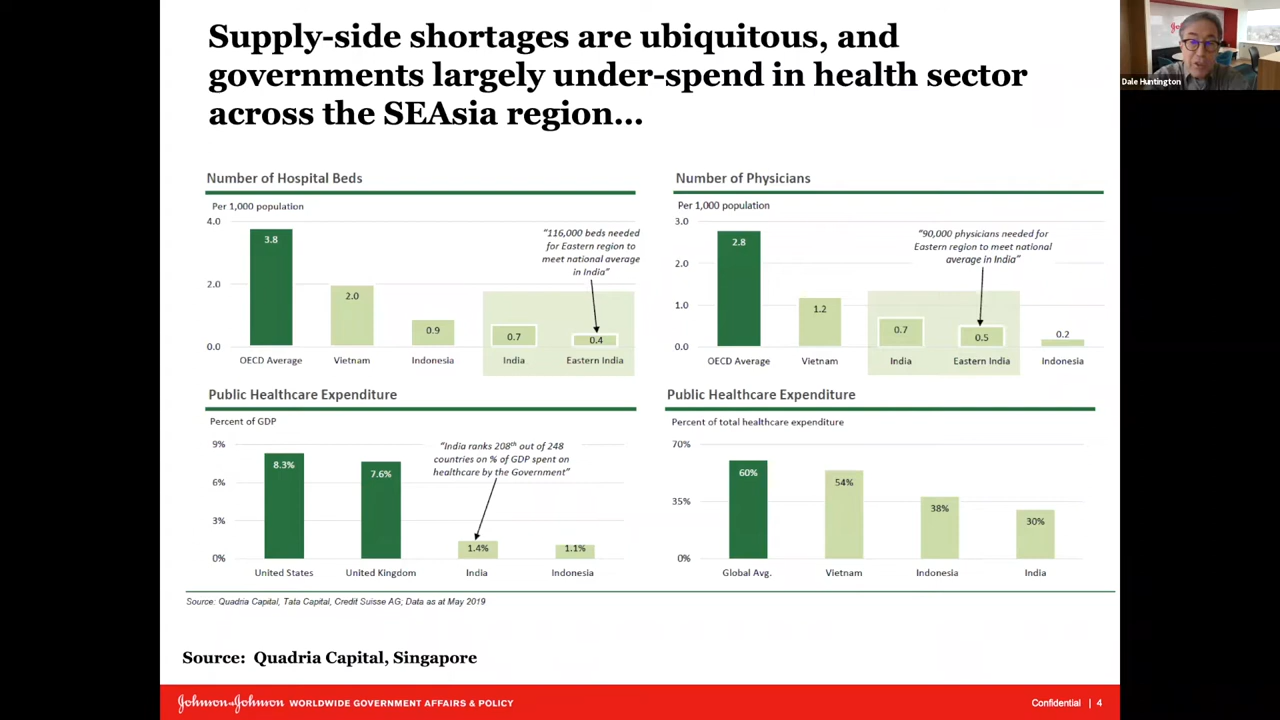 Supply-side shortages are ubiquitous, and
governments largely under-spend in health sector
across the SEAsia region...
Dale Huntington
Number of Hospital Beds
Per 1,000 population
4.0
2.0
0.0
3.8
2.0
0.9
0.7
0.4
"116,000 beds needed
for Eastern region to
meet national average
in India"
OECD Average
Vietnam
Indonesia
India
Eastern India
Number of Physicians
Per 1,000 population
3.0
2.0
1.0
0.0
2.8
1.2
0.7
0.5
0.2
"90,000 physicians needed for
Eastern region to meet national
average in India"
OECD Average
Vietnam
India
Eastern India
Indonesia
Public Healthcare Expenditure
Percent of GDP
9%
6%
3%
0%
8.3%
7.6%
1.4%
1.1%
"India ranks 208th out of 248
countries on % of GDP spent on
healthcare by the Government"
United States
United Kingdom
India
Indonesia
Public Healthcare Expenditure
Percent of total healthcare expenditure
70%
35%
0%
60%
54%
38%
30%
Global Avg.
Vietnam
Indonesia
India
Source: Quadria Capital, Tata Capital, Credit Suisse AG; Data as at May 2019
Source: Quadria Capital, Singapore
Johnson & Johnson WORLDWIDE GOVERNMENT AFFAIRS & POLICY
Confidential | 4